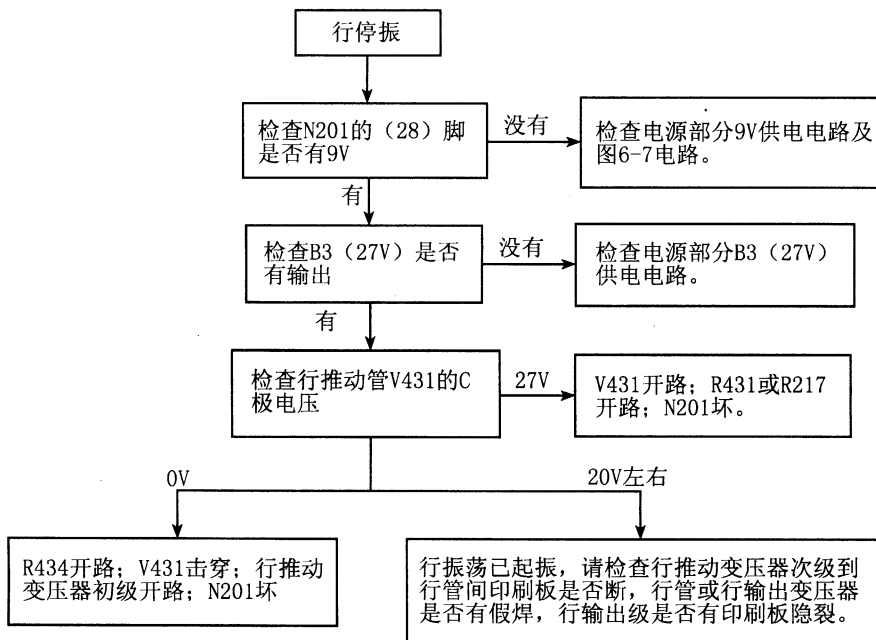 行停振
检查N201的（28）脚
是否有9V
没有
检查电源部分9V供电电路及
图6-7电路。
有
检查B3（27V）是否
有输出
没有
检查电源部分B3（27V）
供电电路。
有
检查行推动管V431的C
极电压
27V
V431开路；R431或R217
开路；N201坏。
0V
20V左右
R434开路；V431击穿；行推动
变压器初级开路；N201坏
行振荡已起振，请检查行推动变压器次级到
行管间印刷板是否断，行管或行输出变压器
是否有假焊，行输出级是否有印刷板隐裂。